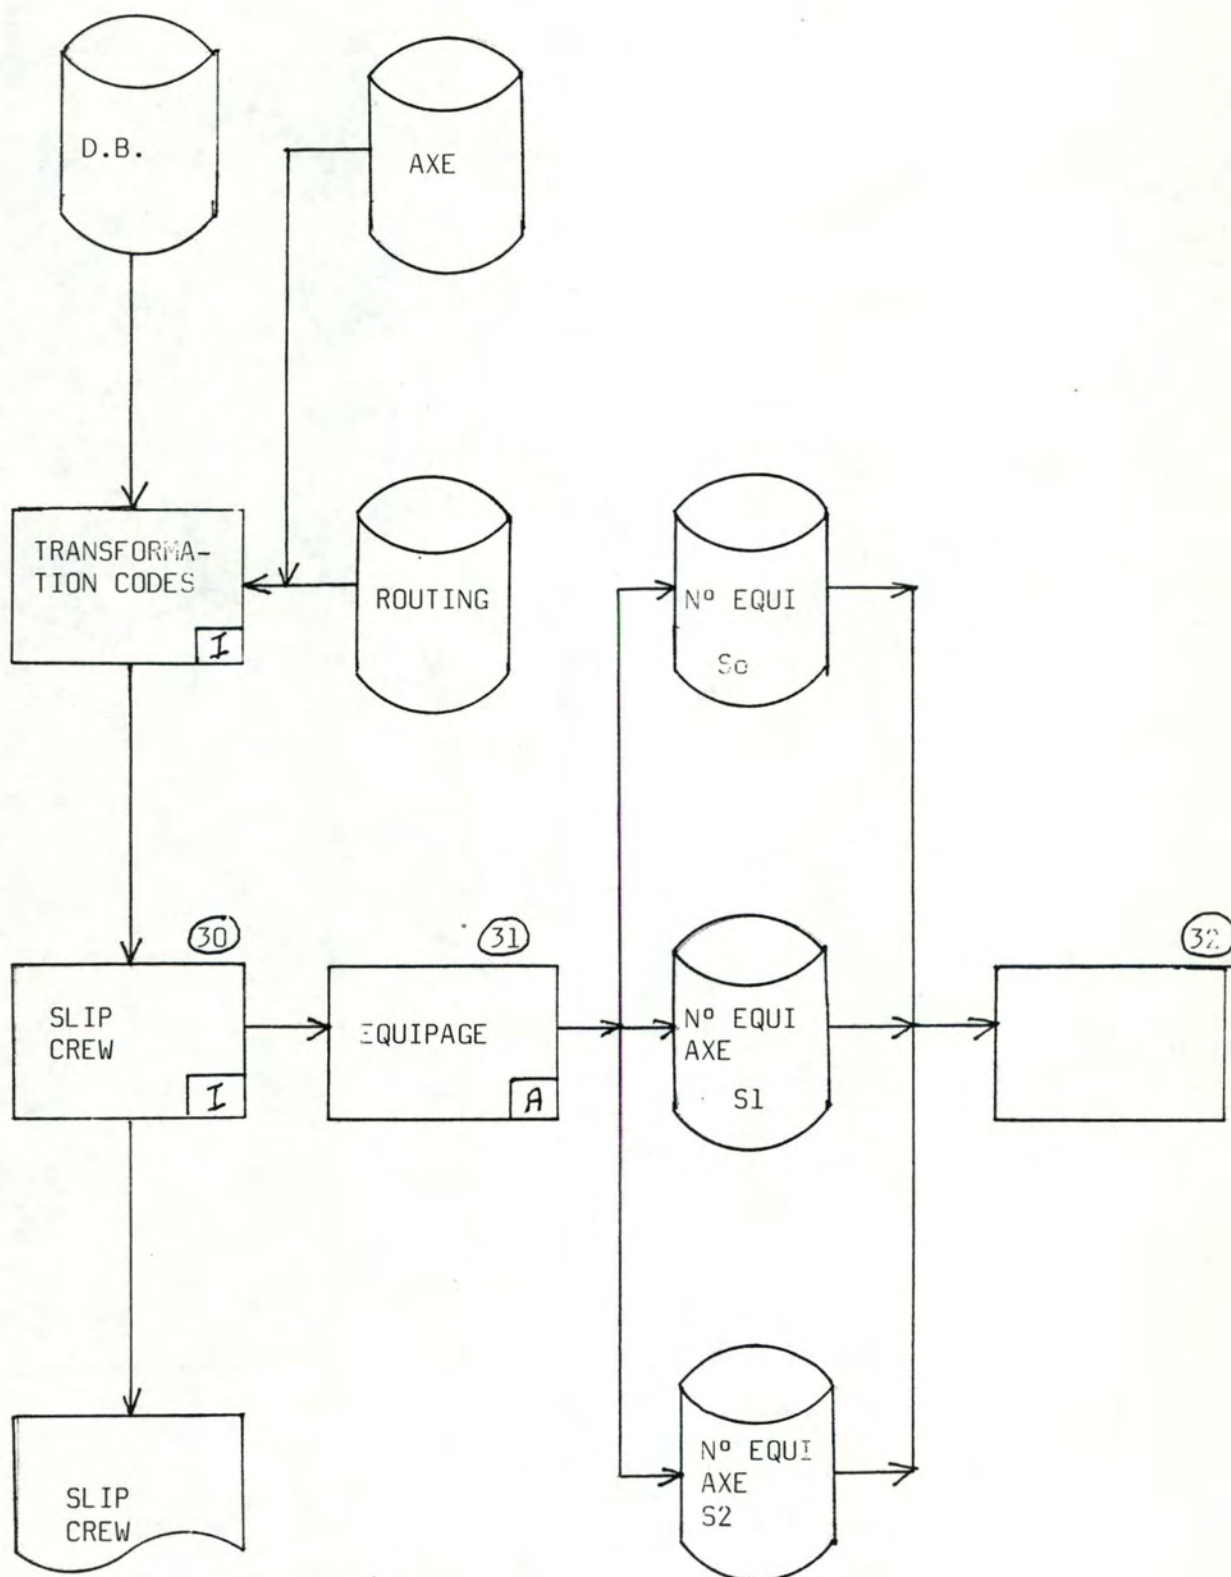 D.B.
AXE
TRANSFORMA-
TION CODES
I
ROUTING
Nº EQUI
So
30
SLIP
CREW
I
31
EQUIPAGE
A
Nº EQUI
AXE
S1
32
SLIP
CREW
Nº EQUI
AXE
S2